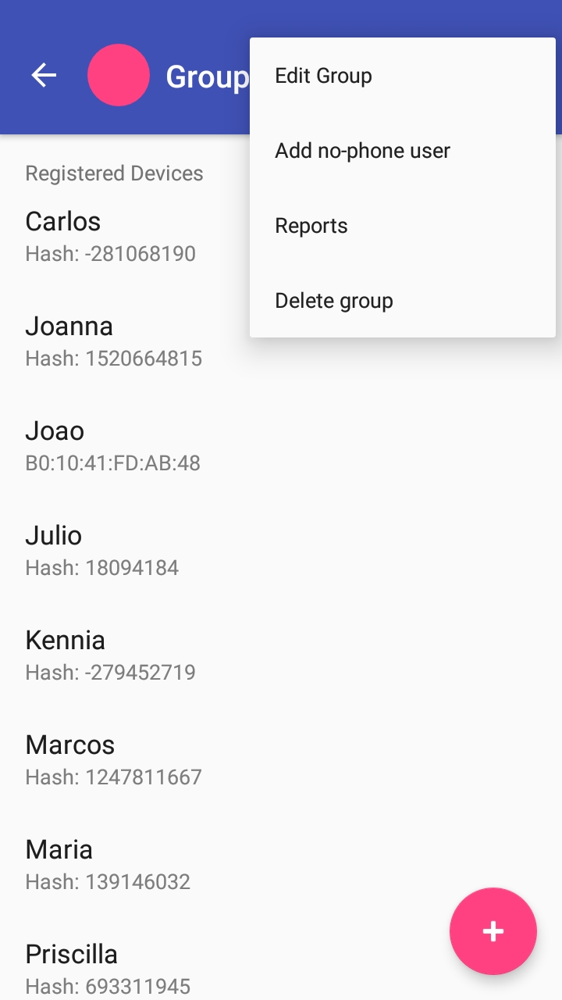 Group
Edit Group
Add no-phone user
Reports
Delete group
Registered Devices
Carlos
Hash: -281068190
Joanna
Hash: 1520664815
Joao
B0:10:41:FD:AB:48
Julio
Hash: 18094184
Kennia
Hash: -279452719
Marcos
Hash: 1247811667
Maria
Hash: 139146032
Priscilla
Hash: 693311945